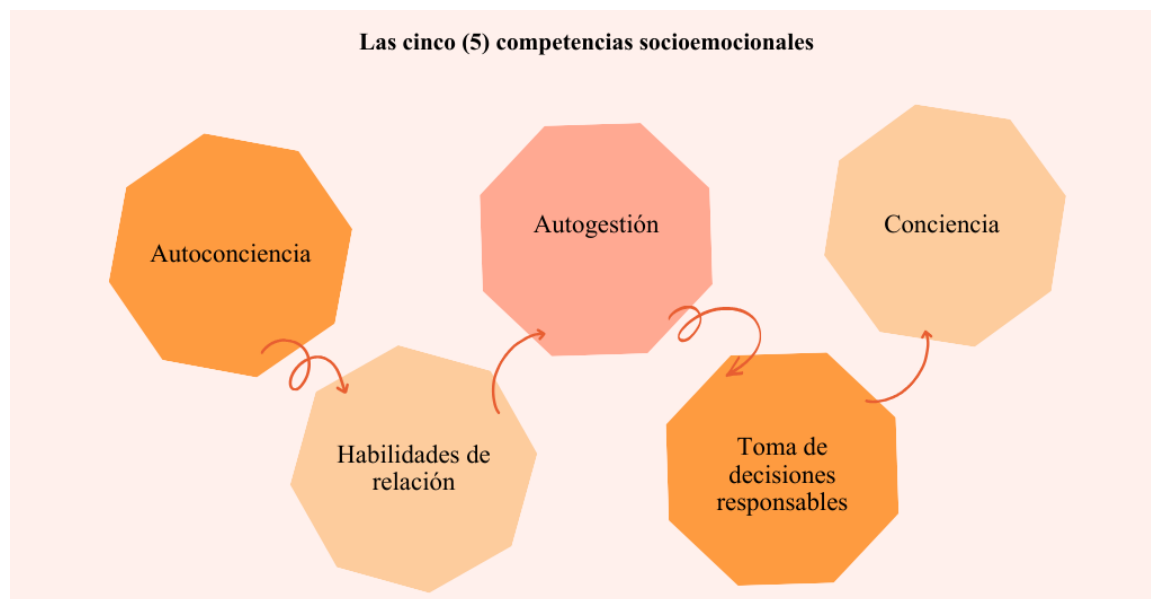 Las cinco (5) competencias socioemocionales
Autoconciencia
Habilidades de
relación
Autogestión
Toma de
decisiones
responsables
Conciencia